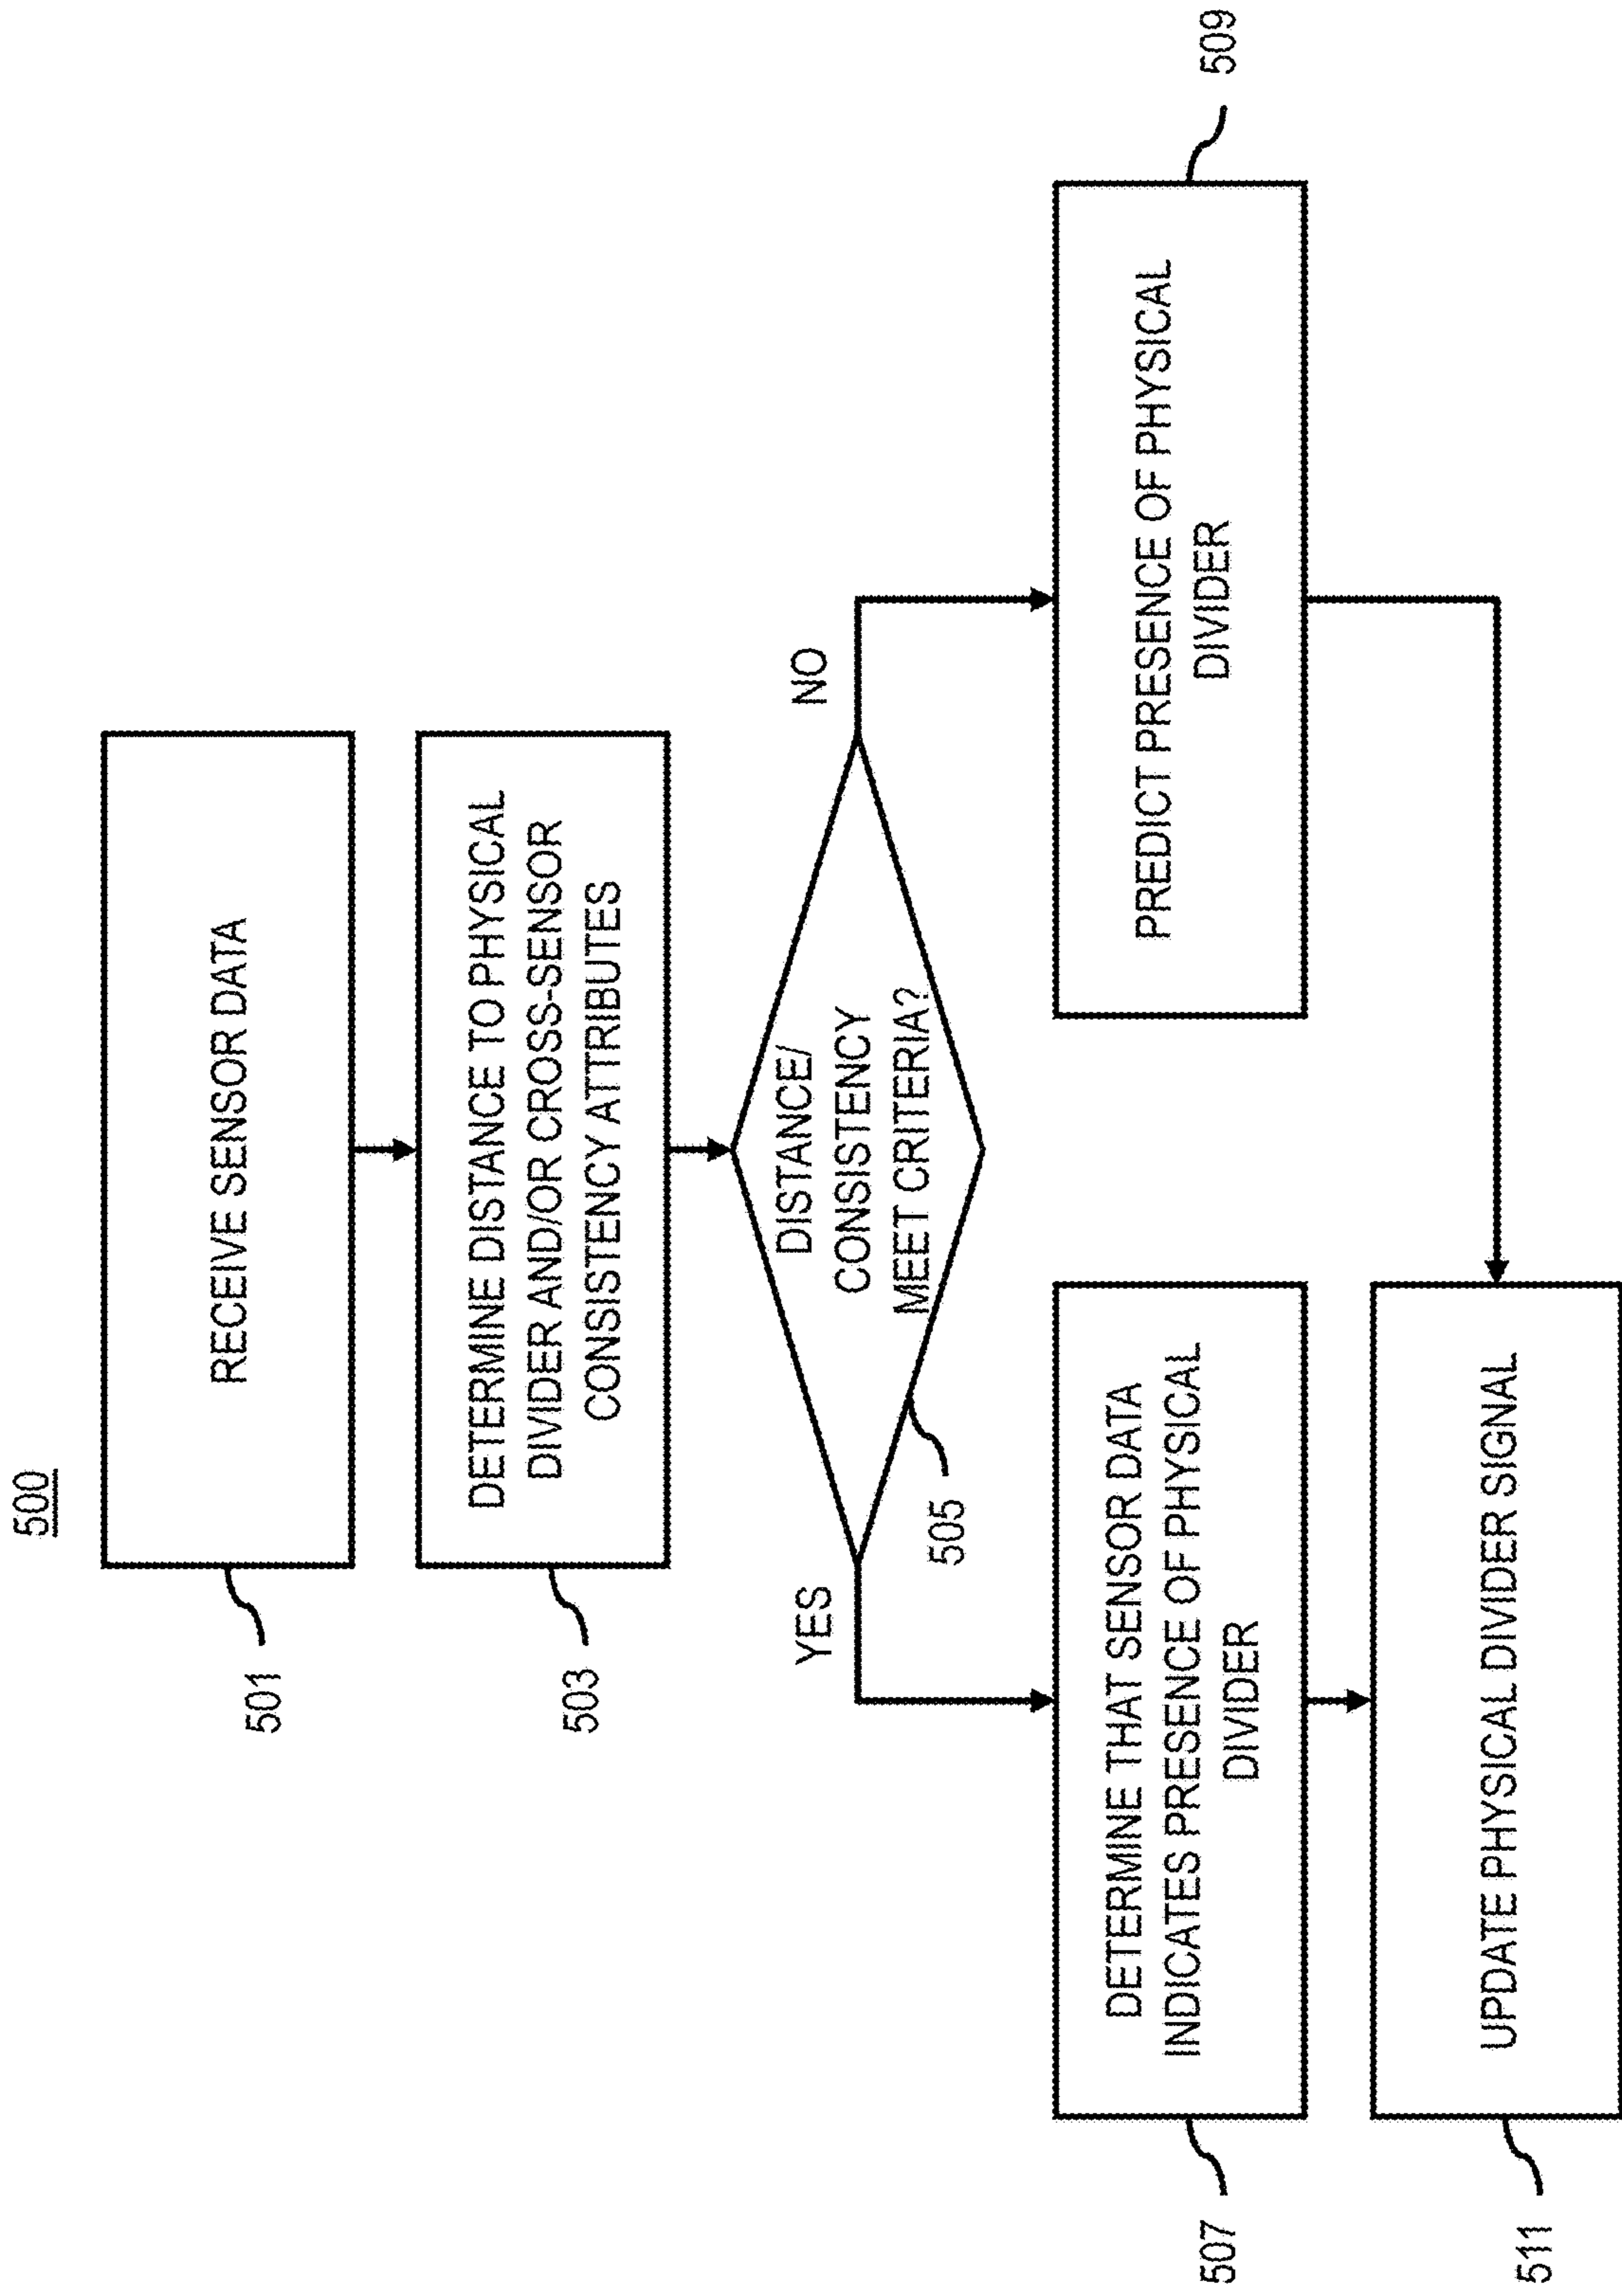 500
RECEIVE SENSOR DATA
501
DETERMINE DISTANCE TO PHYSICAL
DIVIDER AND/OR CROSS-SENSOR
CONSISTENCY ATTRIBUTES
503
DISTANCE/
CONSISTENCY
MEET CRITERIA?
505
YES
NO
DETERMINE THAT SENSOR DATA
INDICATES PRESENCE OF PHYSICAL
DIVIDER
507
PREDICT PRESENCE OF PHYSICAL
DIVIDER
509
UPDATE PHYSICAL DIVIDER SIGNAL
511